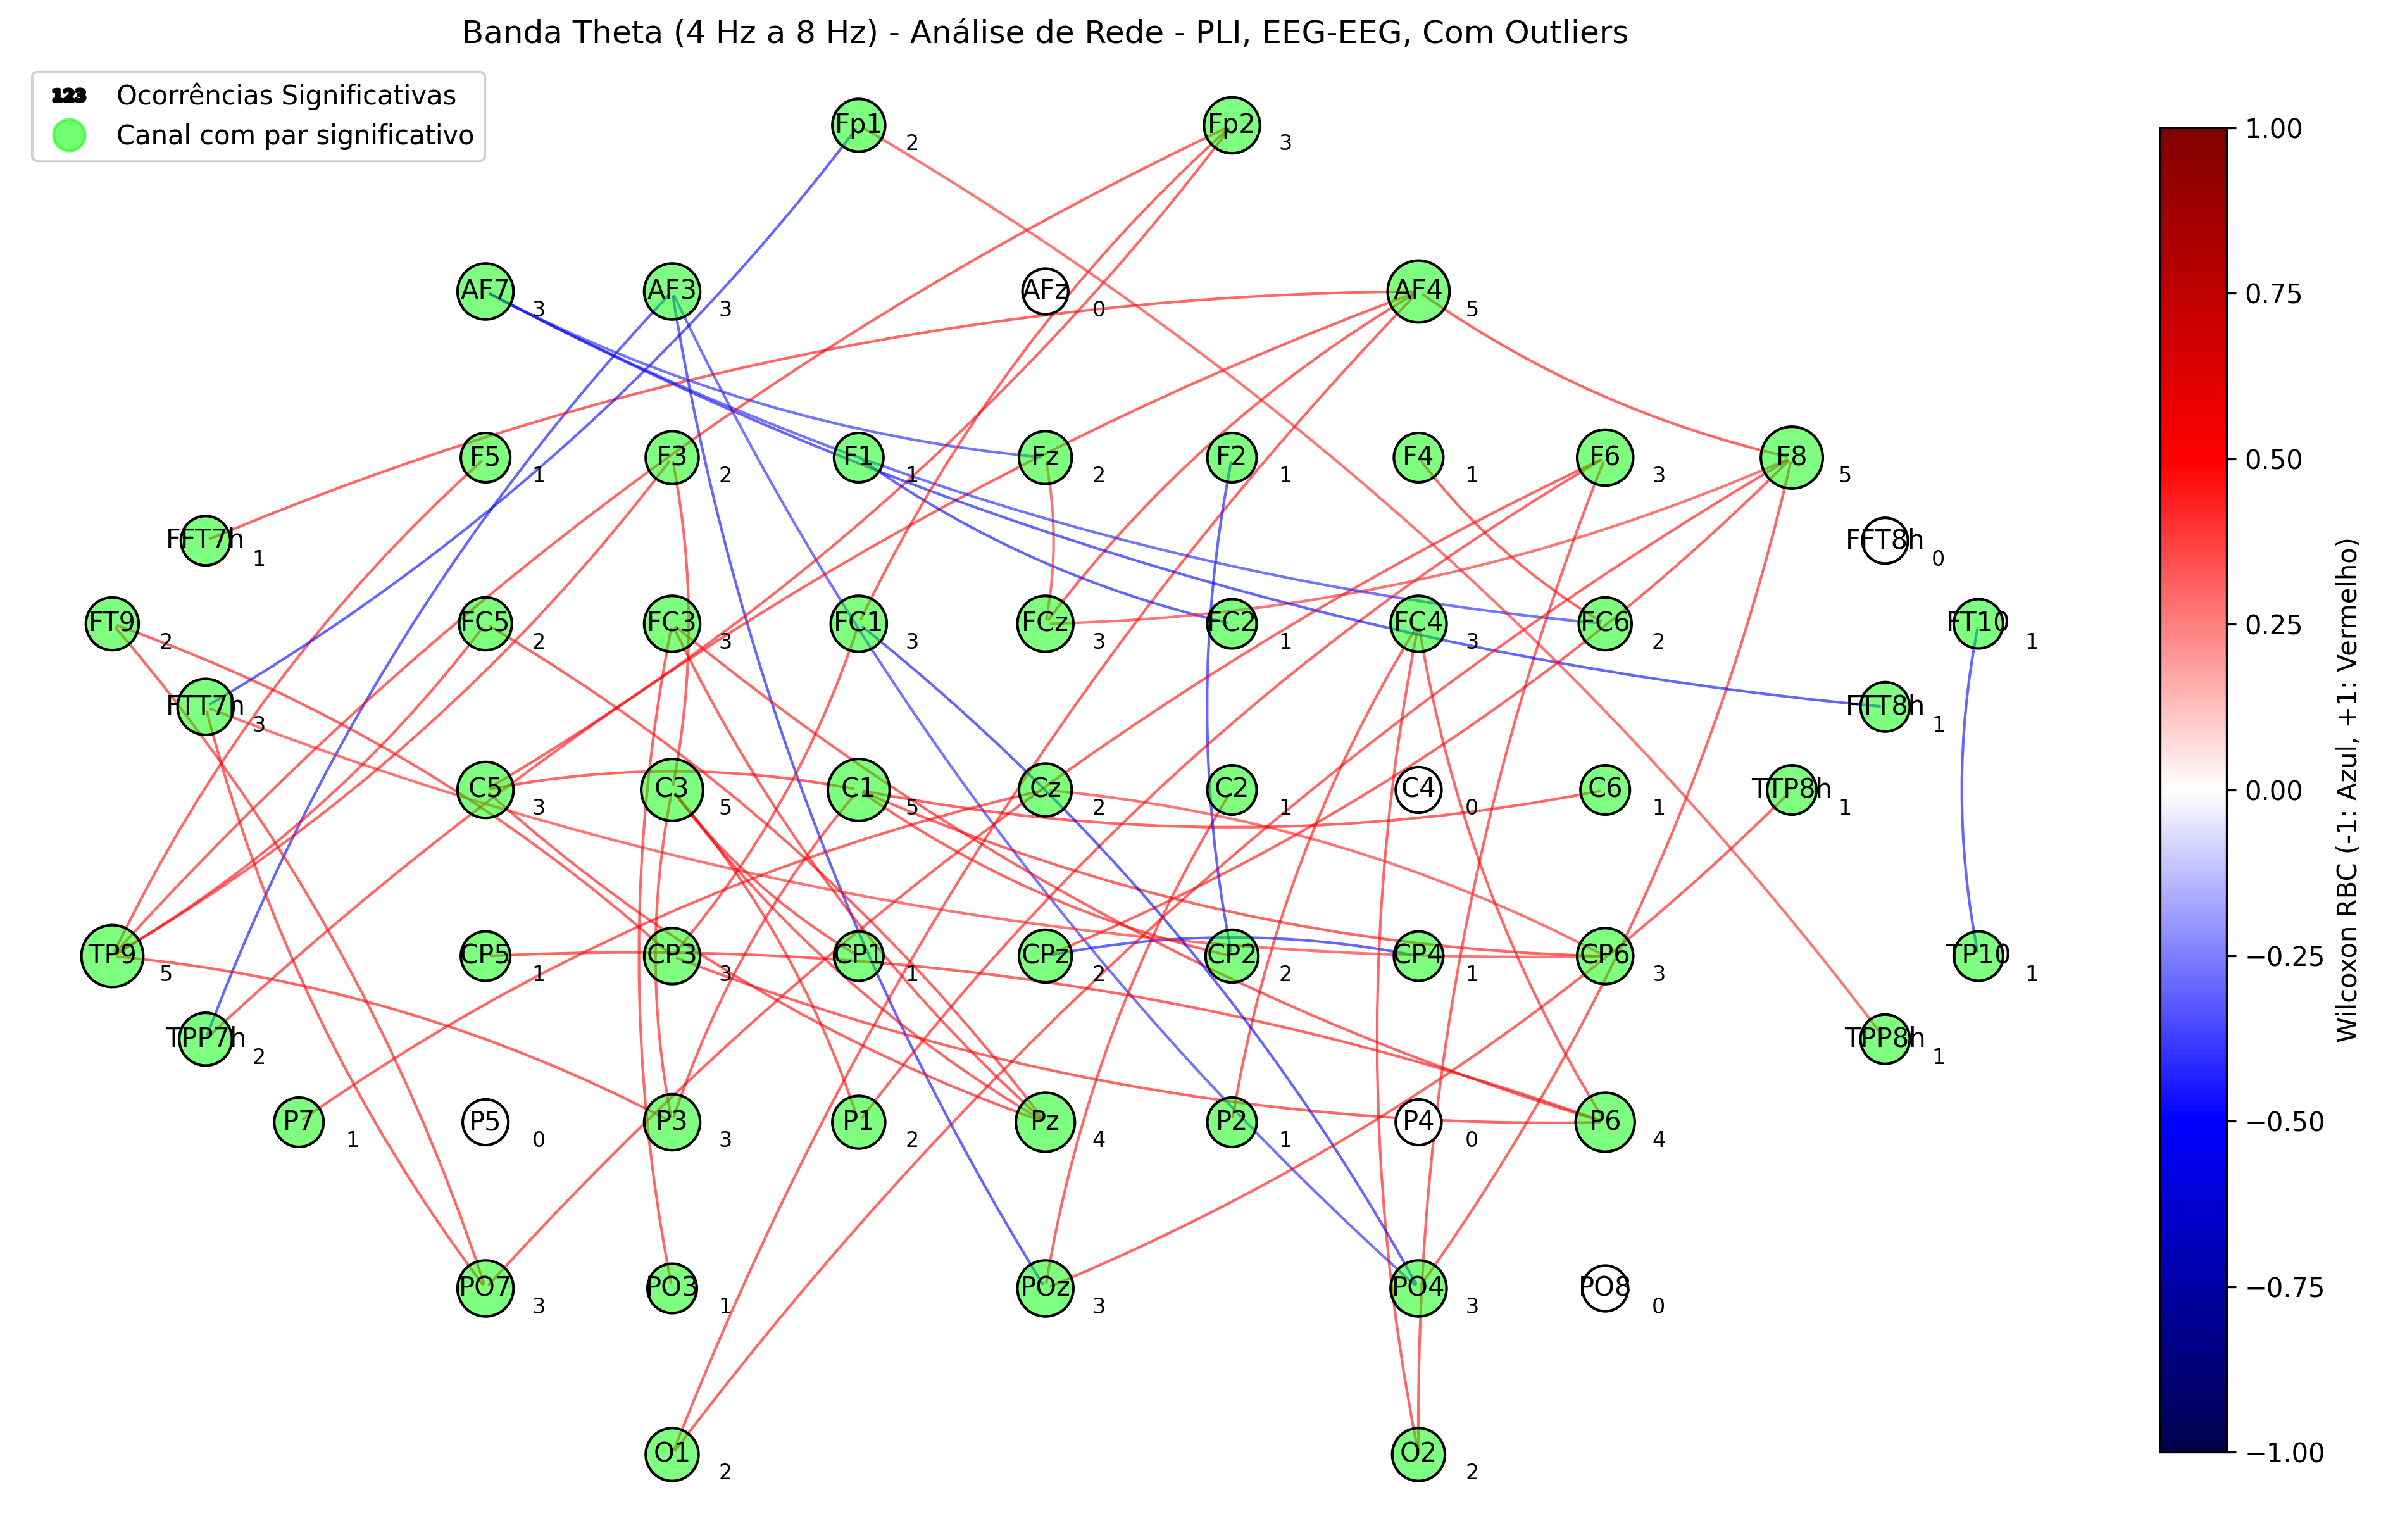 Banda Theta (4 Hz a 8 Hz) - Análise de Rede - PLI, EEG-EEG, Com Outliers
123 Ocorrências Significativas
Canal com par significativo
Fp1 2 Fp2 3
AF7 3 AF3 3 AFz 0 AF4 5
F5 1 F3 2 F1 1 Fz 2 F2 1 F4 1 F6 3 F8 5
FFT7h 1 FFT8h 0
FT9 2 FC5 2 FC3 3 FC1 3 FCz 3 FC2 1 FC4 3 FC6 2 FT10 1
FTT7h 3 FTT8h 1
C5 3 C3 5 C1 5 Cz 2 C2 1 C4 0 C6 1 TTP8h 1
TP9 5 CP5 1 CP3 3 CP1 1 CPz 2 CP2 2 CP4 1 CP6 3 TP10 1
TPP7h 2 TPP8h 1
P7 1 P5 0 P3 3 P1 2 Pz 4 P2 1 P4 0 P6 4
PO7 3 PO3 1 POz 3 PO4 3 PO8 0
O1 2 O2 2
1.00
0.75
0.50
0.25
0.00
−0.25
−0.50
−0.75
−1.00
Wilcoxon RBC (-1: Azul, +1: Vermelho)